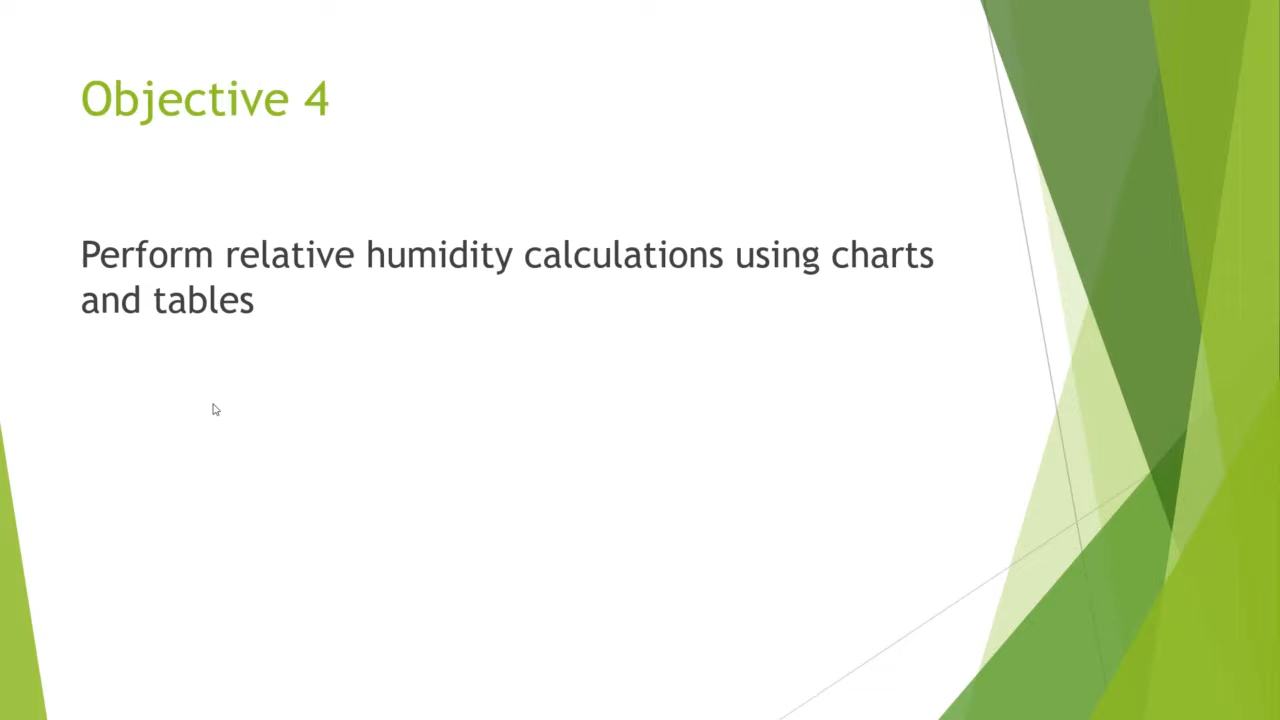 Objective 4
Perform relative humidity calculations using charts
and tables